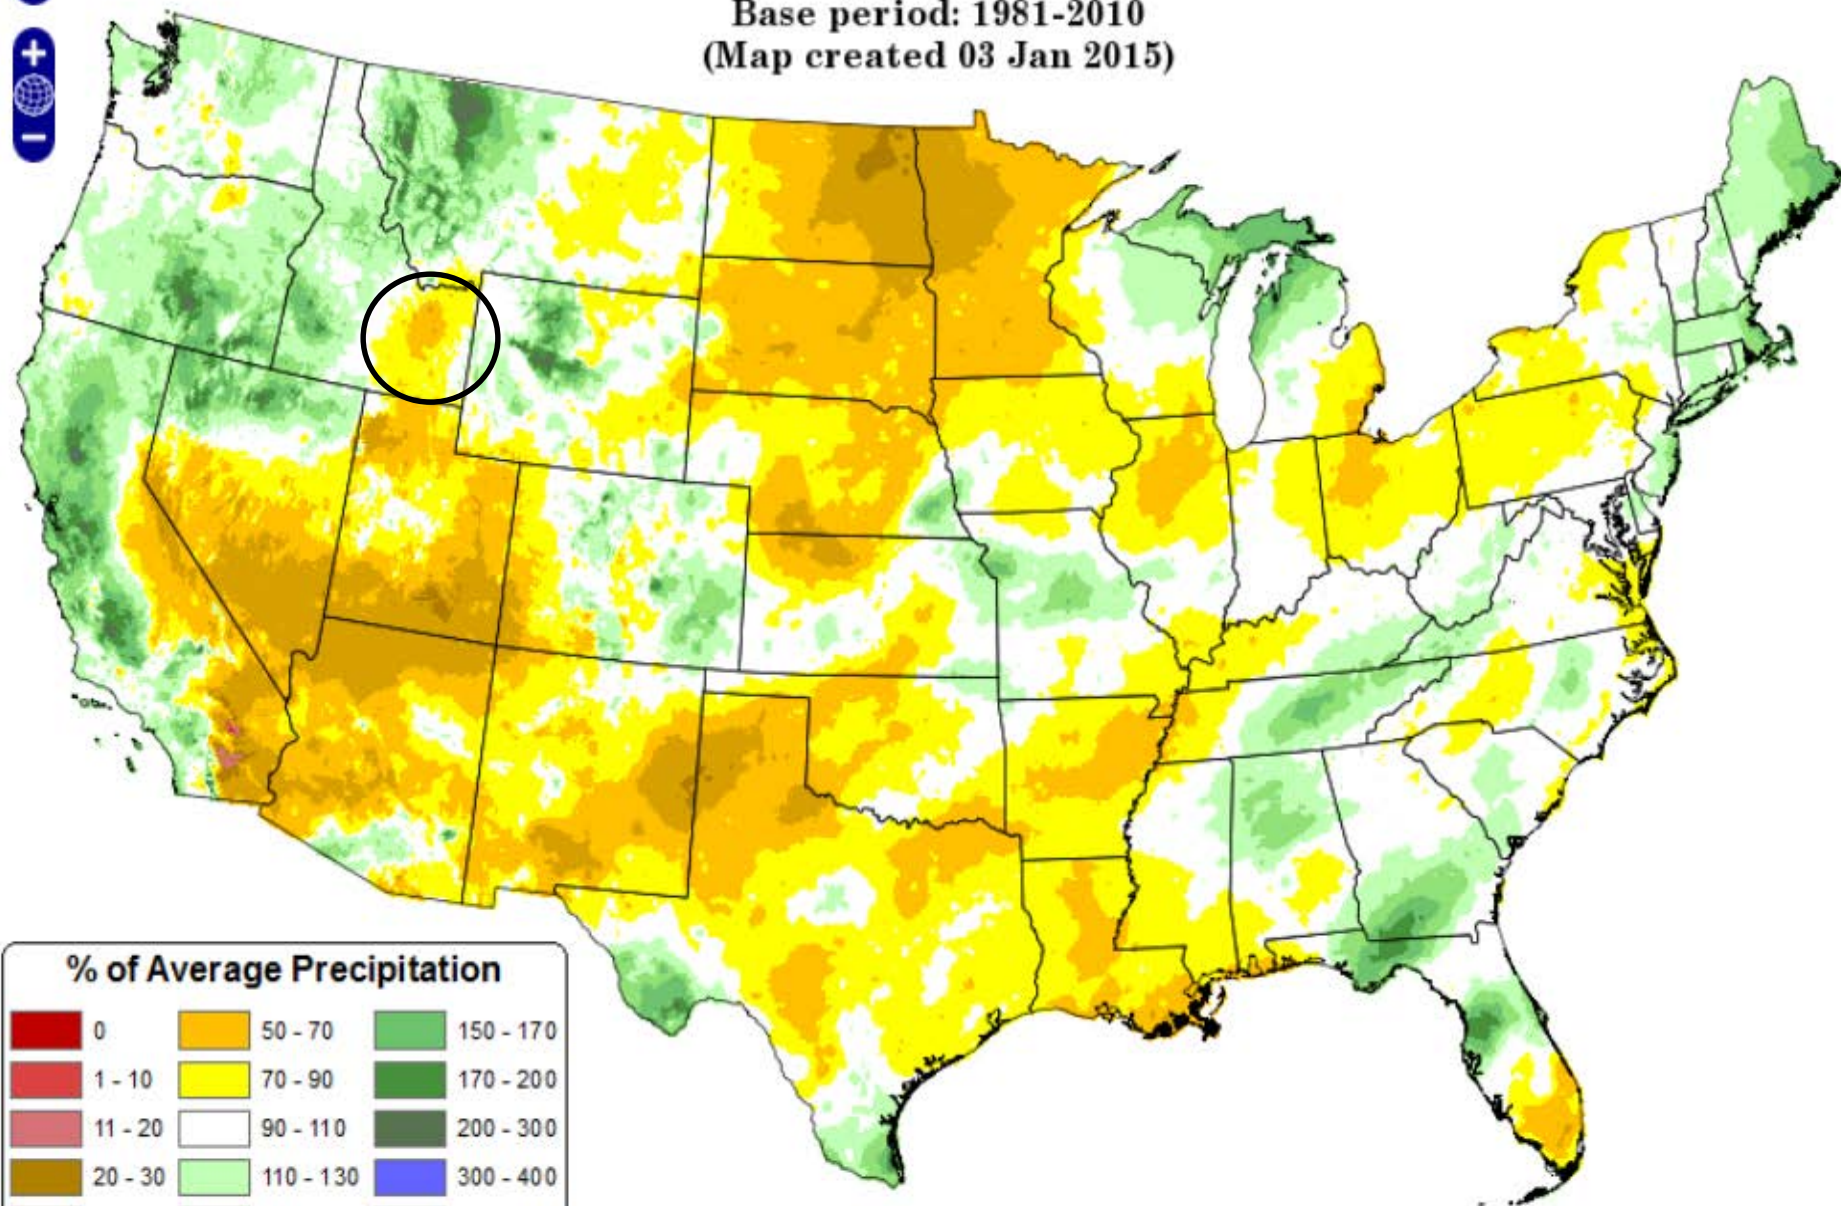 Base period: 1981-2010
(Map created 03 Jan 2015)
+
−
% of Average Precipitation
0
50 - 70
150 - 170
1 - 10
70 - 90
170 - 200
11 - 20
90 - 110
200 - 300
20 - 30
110 - 130
300 - 400